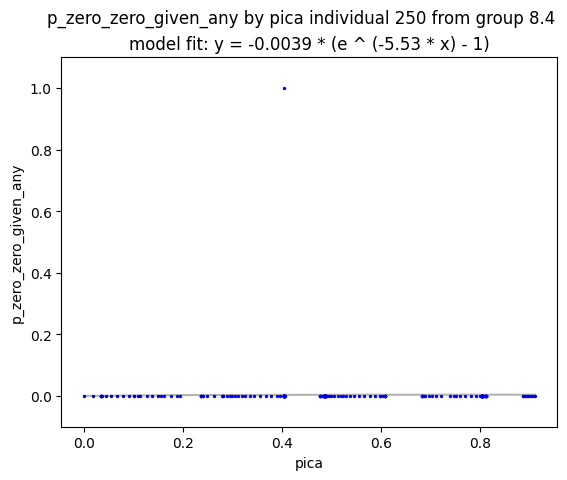 p_zero_zero_given_any by pica individual 250 from group 8.4
model fit: y = -0.0039 * (e ^ (-5.53 * x) - 1)
1.0
0.8
0.6
0.4
0.2
0.0
p_zero_zero_given_any
0.0 0.2 0.4 0.6 0.8
pica